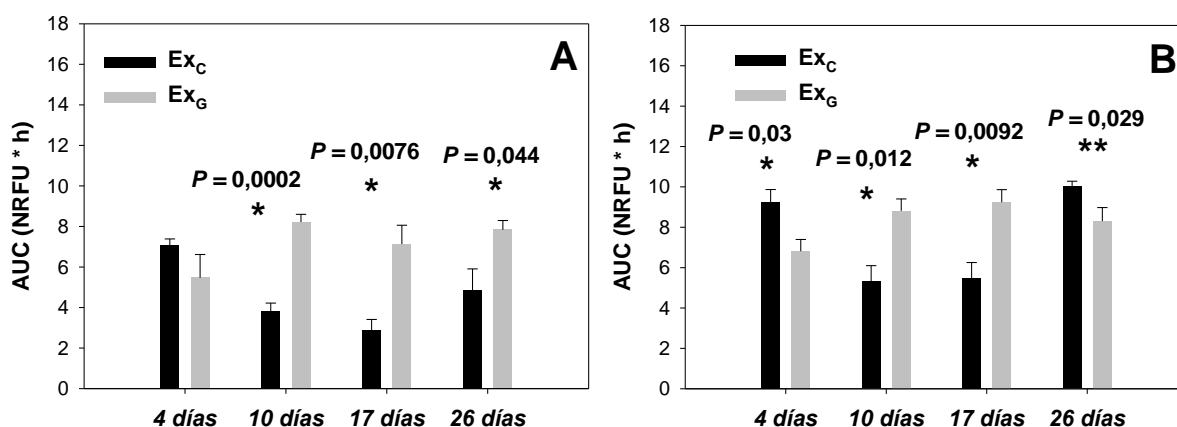 A
AUC (NRFU * h)
18
16
14
12
10
8
6
4
2
0
Ex_C
Ex_G
P = 0,0002
*
P = 0,0076
*
P = 0,044
*
4 días 10 días 17 días 26 días
B
AUC (NRFU * h)
18
16
14
12
10
8
6
4
2
0
Ex_C
Ex_G
P = 0,03
*
P = 0,012
*
P = 0,0092
*
P = 0,029
**
4 días 10 días 17 días 26 días